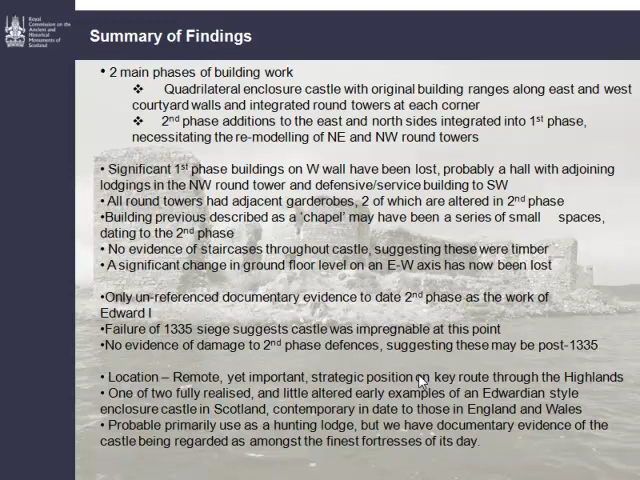 Royal
Commission on the
Ancient and
Historical
Monuments of
Scotland
Summary of Findings
• 2 main phases of building work
❖ Quadrilateral enclosure castle with original building ranges along east and west
courtyard walls and integrated round towers at each corner
❖ 2nd phase additions to the east and north sides integrated into 1st phase,
necessitating the re-modelling of NE and NW round towers
• Significant 1st phase buildings on W wall have been lost, probably a hall with adjoining
lodgings in the NW round tower and defensive/service building to SW
•All round towers had adjacent garderobes, 2 of which are altered in 2nd phase
•Building previous described as a 'chapel' may have been a series of small spaces,
dating to the 2nd phase
• No evidence of staircases throughout castle, suggesting these were timber
• A significant change in ground floor level on an E-W axis has now been lost
•Only un-referenced documentary evidence to date 2nd phase as the work of
Edward I
•Failure of 1335 siege suggests castle was impregnable at this point
•No evidence of damage to 2nd phase defences, suggesting these may be post-1335
• Location – Remote, yet important, strategic position on key route through the Highlands
• One of two fully realised, and little altered early examples of an Edwardian style
enclosure castle in Scotland, contemporary in date to those in England and Wales
• Probable primarily use as a hunting lodge, but we have documentary evidence of the
castle being regarded as amongst the finest fortresses of its day.